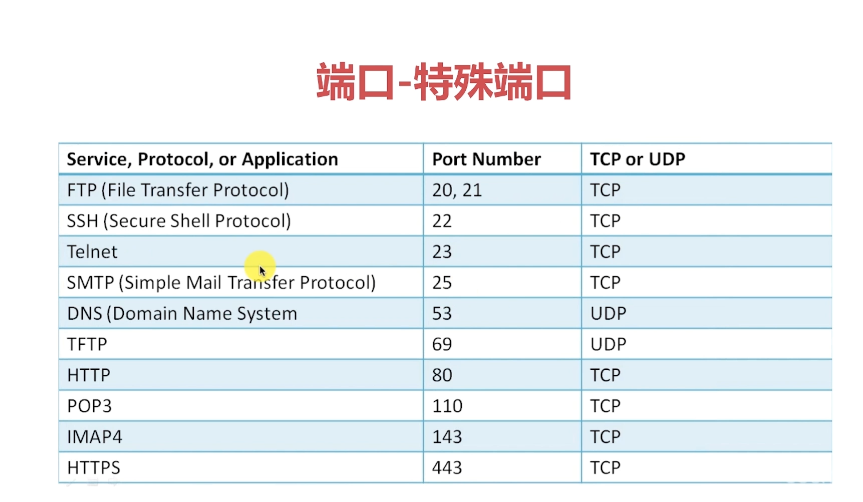 端口-特殊端口
Service, Protocol, or Application Port Number TCP or UDP
FTP (File Transfer Protocol) 20, 21 TCP
SSH (Secure Shell Protocol) 22 TCP
Telnet 23 TCP
SMTP (Simple Mail Transfer Protocol) 25 TCP
DNS (Domain Name System 53 UDP
TFTP 69 UDP
HTTP 80 TCP
POP3 110 TCP
IMAP4 143 TCP
HTTPS 443 TCP